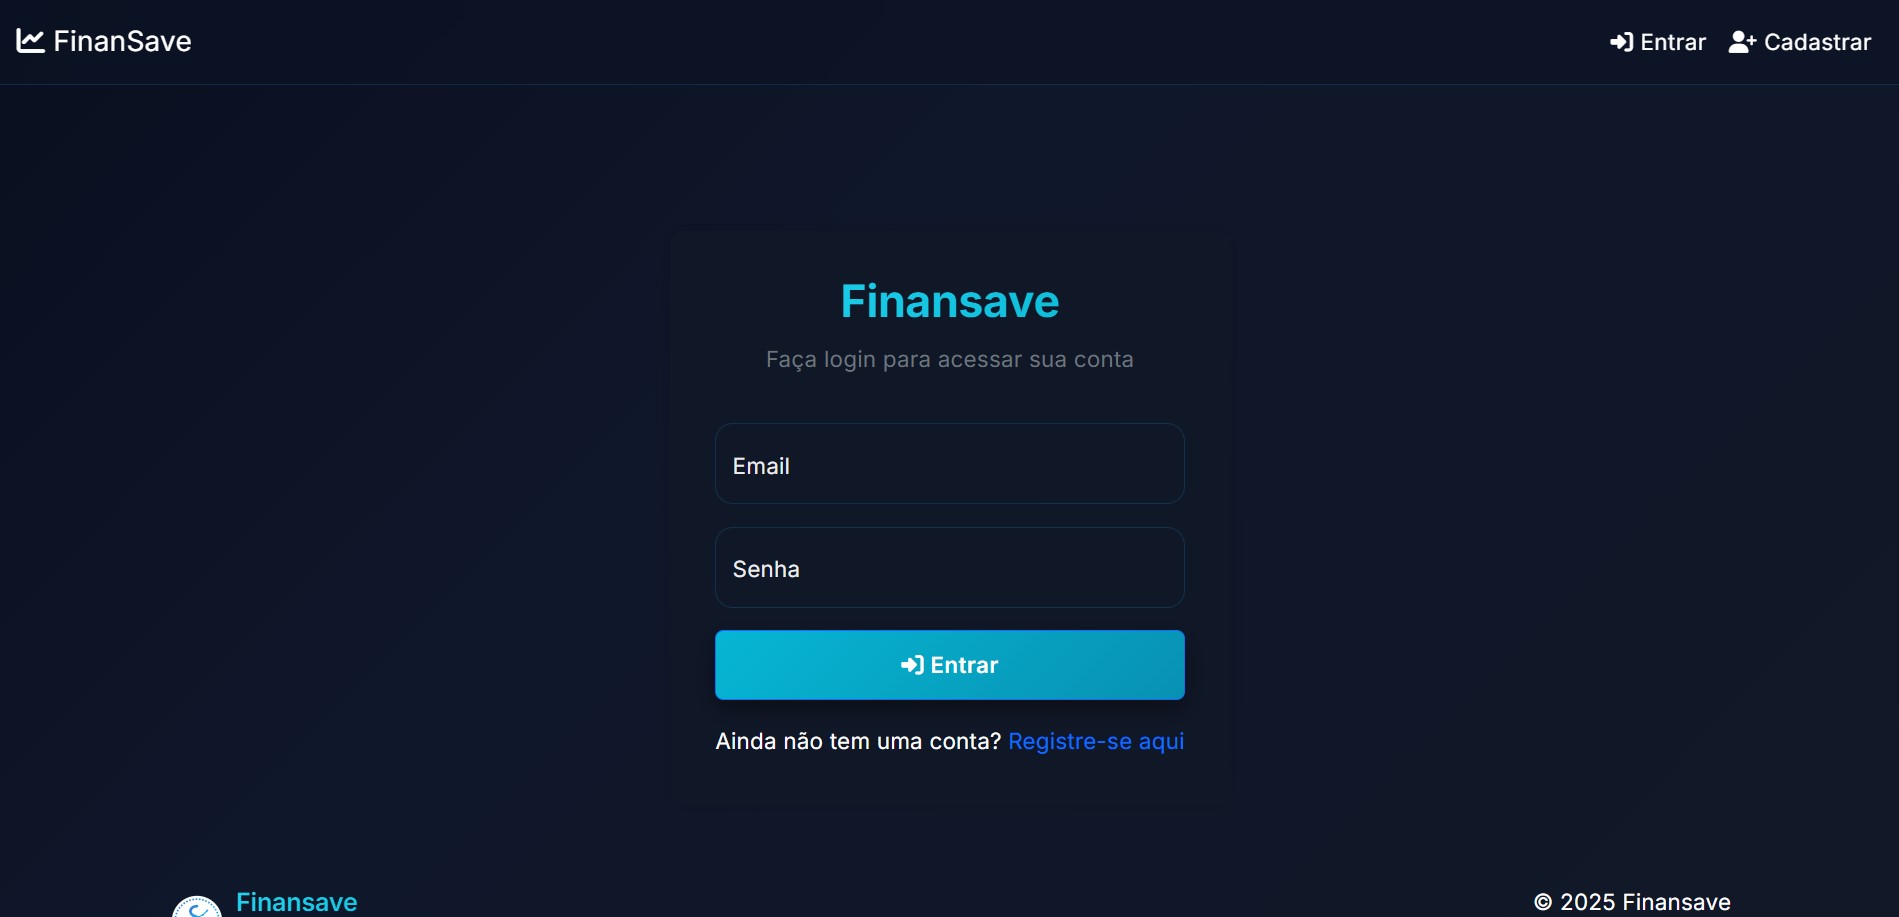 FinanSave
Entrar
Cadastrar
Finansave
Faça login para acessar sua conta
Email
Senha
Entrar
Ainda não tem uma conta? Registre-se aqui
Finansave
© 2025 Finansave